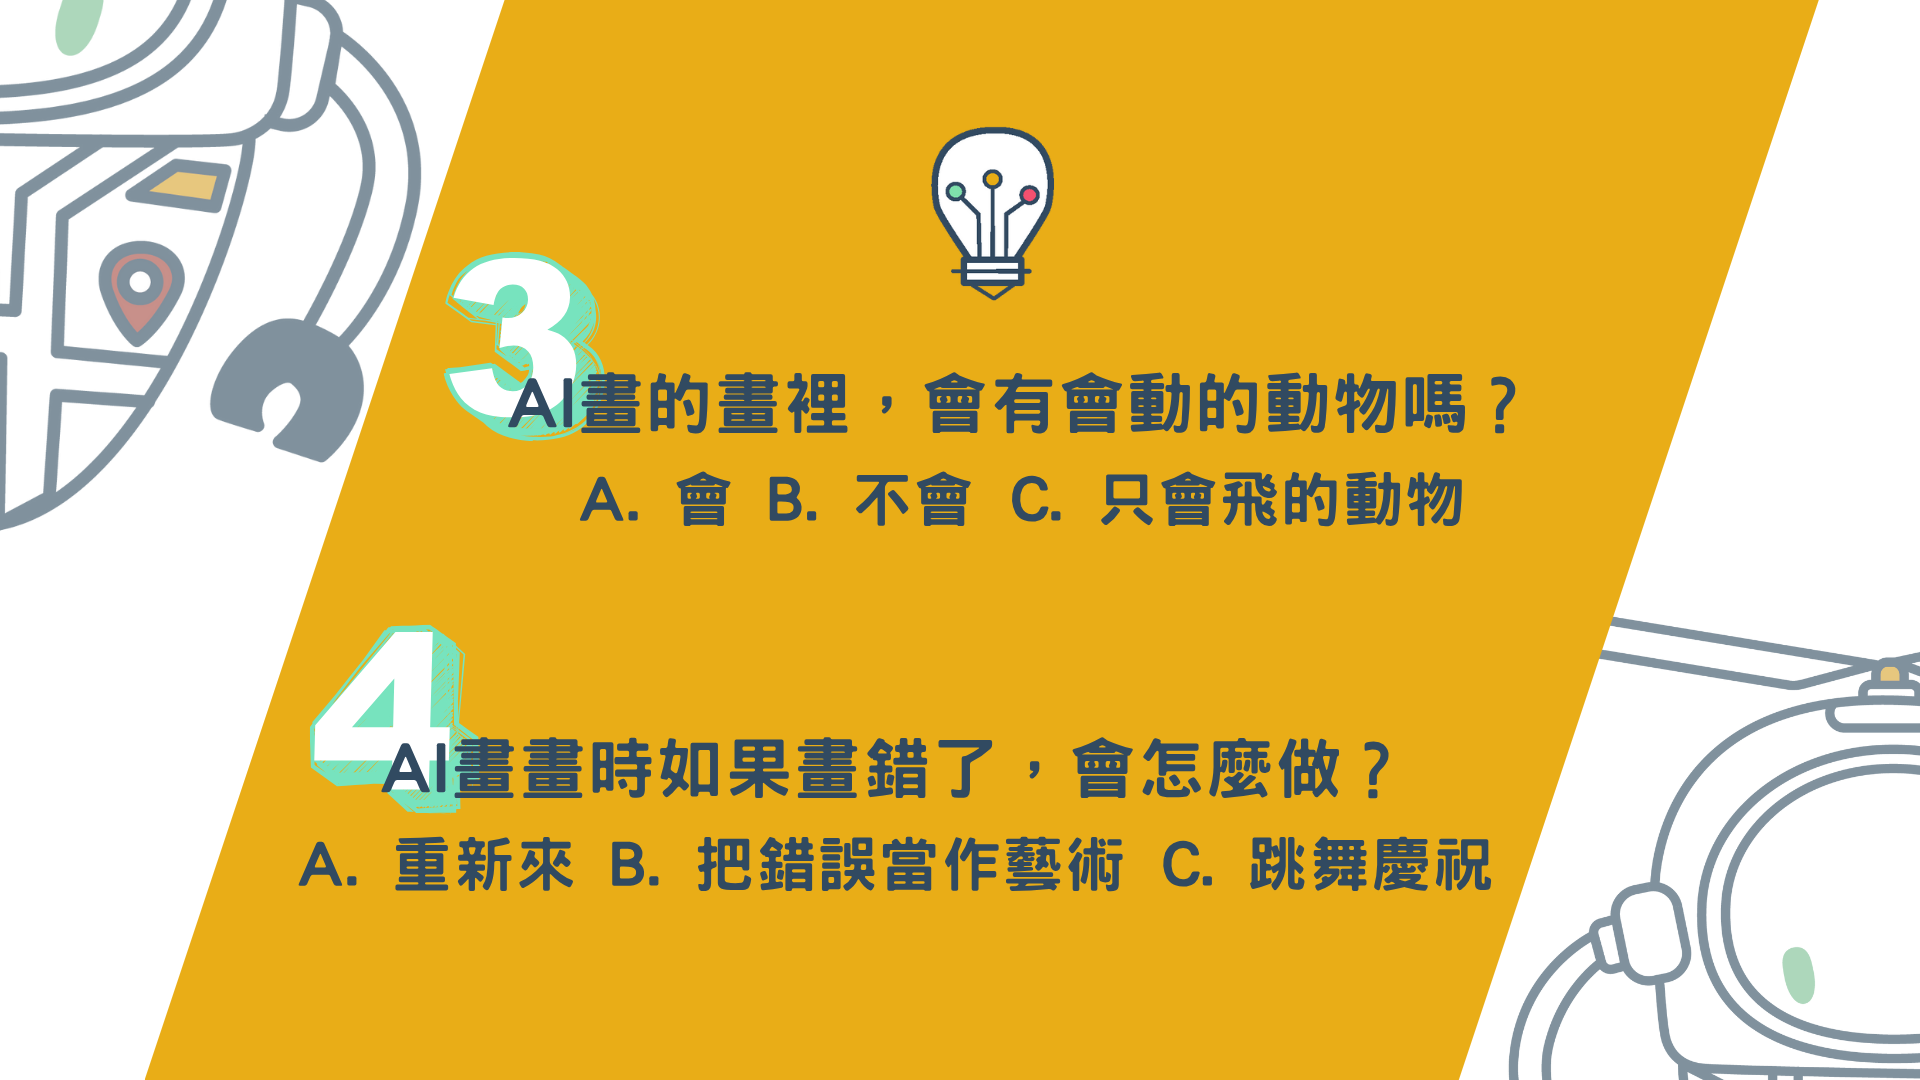 3
AI畫的畫裡，會有會動的動物嗎？
A. 會 B. 不會 C. 只會飛的動物
4
AI畫畫時如果畫錯了，會怎麼做？
A. 重新來 B. 把錯誤當作藝術 C. 跳舞慶祝